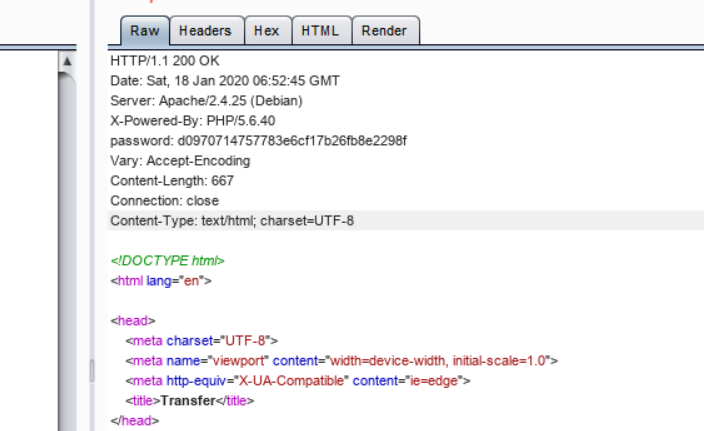 Raw Headers Hex HTML Render
HTTP/1.1 200 OK
Date: Sat, 18 Jan 2020 06:52:45 GMT
Server: Apache/2.4.25 (Debian)
X-Powered-By: PHP/5.6.40
password: d0970714757783e6cf17b26fb8e2298f
Vary: Accept-Encoding
Content-Length: 667
Connection: close
Content-Type: text/html; charset=UTF-8
<!DOCTYPE html>
<html lang="en">
<head>
<meta charset="UTF-8">
<meta name="viewport" content="width=device-width, initial-scale=1.0">
<meta http-equiv="X-UA-Compatible" content="ie=edge">
<title>Transfer</title>
</head>